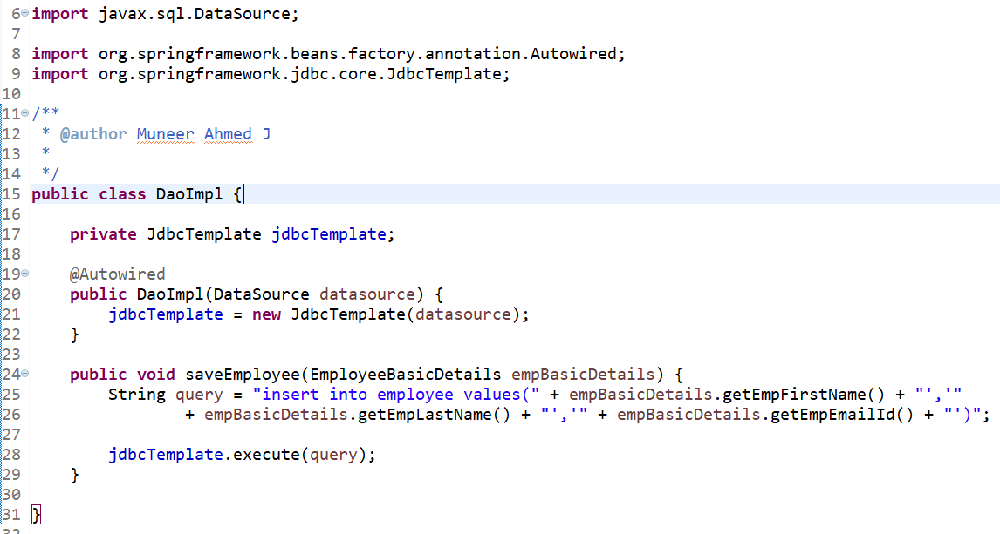 6 import javax.sql.DataSource;
7
8 import org.springframework.beans.factory.annotation.Autowired;
9 import org.springframework.jdbc.core.JdbcTemplate;
10
11 /**
12  * @author Muneer Ahmed J
13  *
14  */
15 public class DaoImpl {
16
17     private JdbcTemplate jdbcTemplate;
18
19     @Autowired
20     public DaoImpl(DataSource datasource) {
21         jdbcTemplate = new JdbcTemplate(datasource);
22     }
23
24     public void saveEmployee(EmployeeBasicDetails empBasicDetails) {
25         String query = "insert into employee values(" + empBasicDetails.getEmpFirstName() + "','"
26                 + empBasicDetails.getEmpLastName() + "','" + empBasicDetails.getEmpEmailId() + "')";
27
28         jdbcTemplate.execute(query);
29     }
30
31 }
32